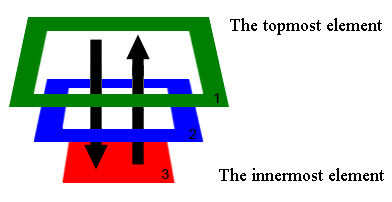 The topmost element
1
2
3
The innermost element